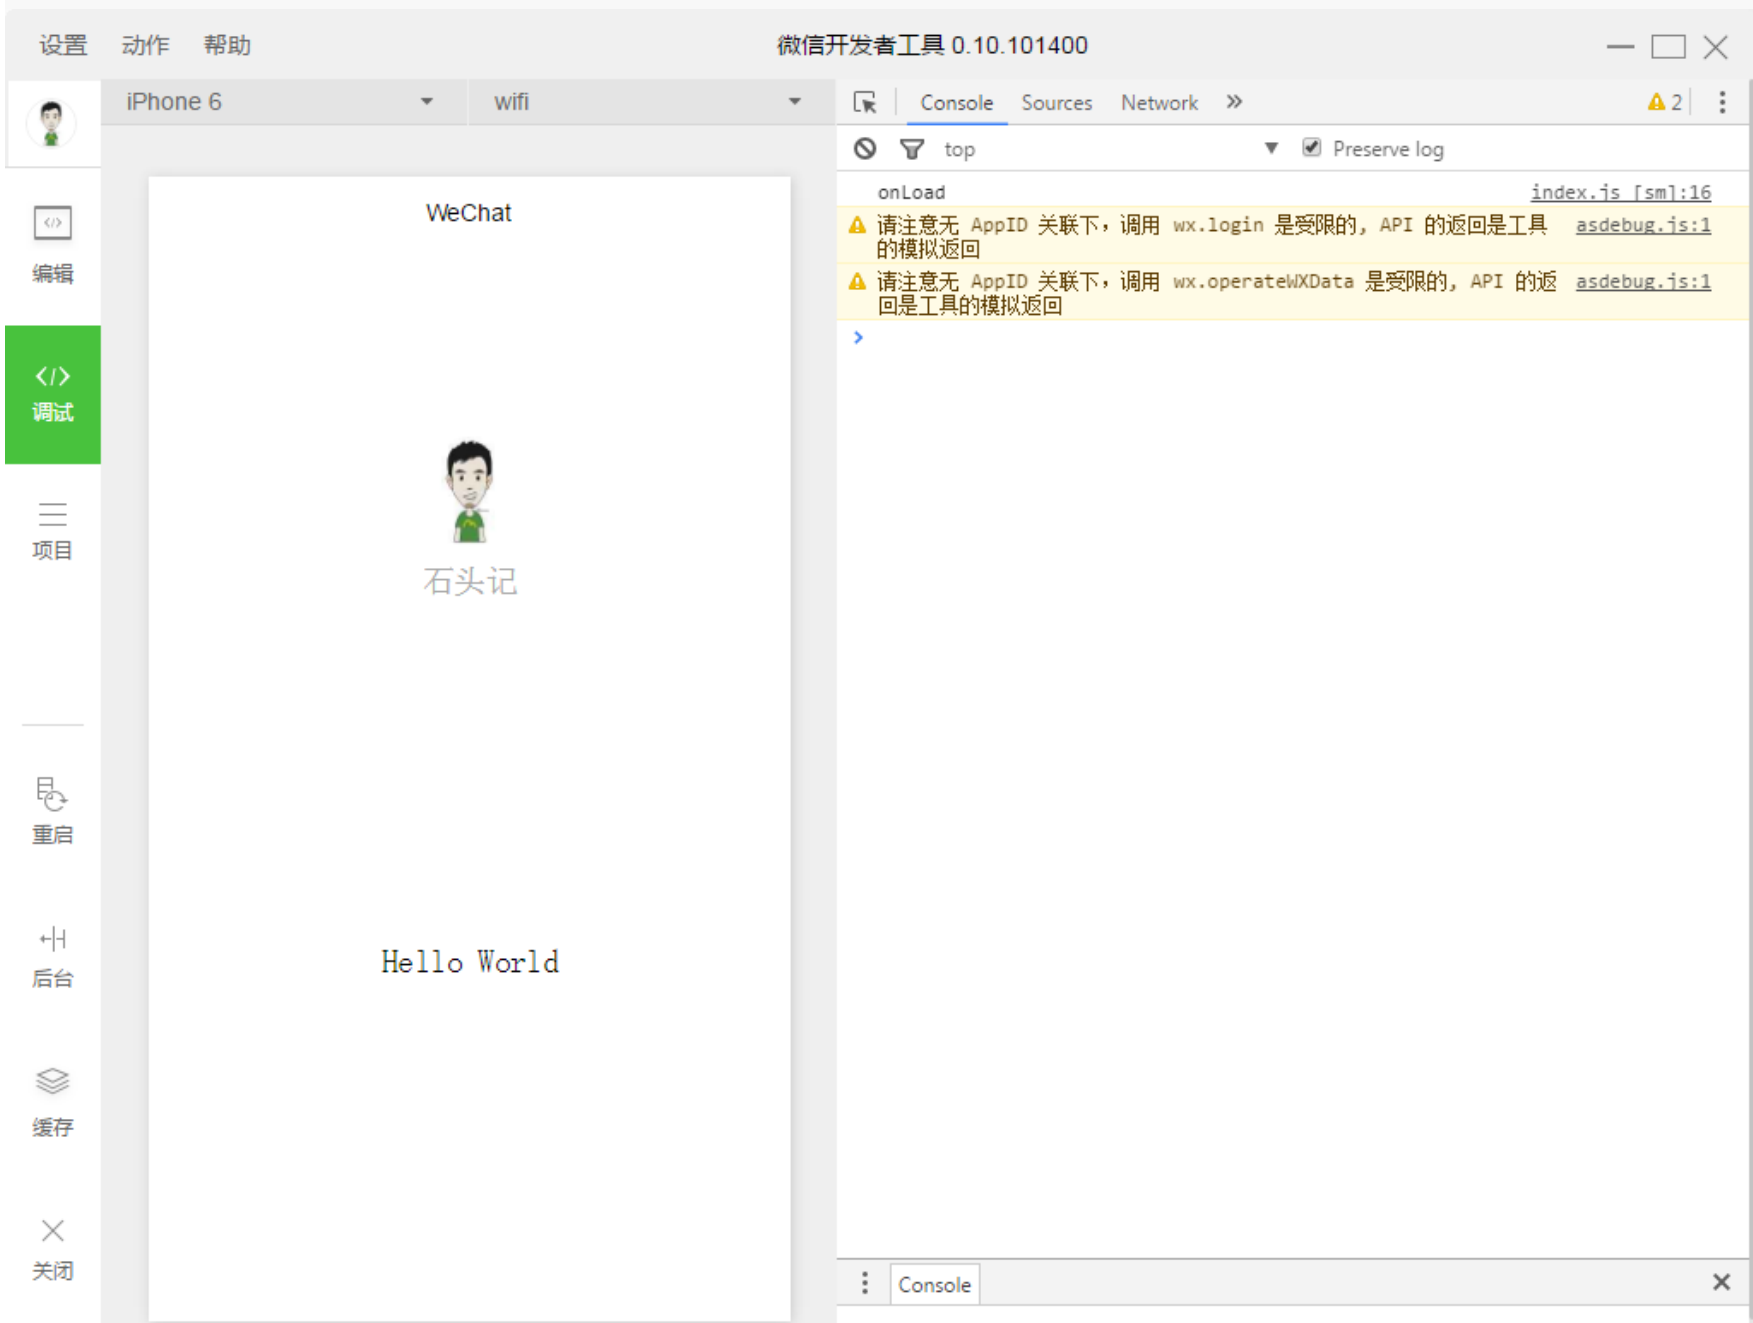 设置 动作 帮助 微信开发者工具 0.10.101400
iPhone 6 wifi
编辑
调试
项目
重启
后台
缓存
关闭
WeChat
石头记
Hello World
Console Sources Network 2
top Preserve log
onLoad index.js [sm]:16
请注意无 AppID 关联下，调用 wx.login 是受限的, API 的返回是工具 asdebug.js:1
的模拟返回
请注意无 AppID 关联下，调用 wx.operateWXData 是受限的, API 的返 asdebug.js:1
回是工具的模拟返回
Console